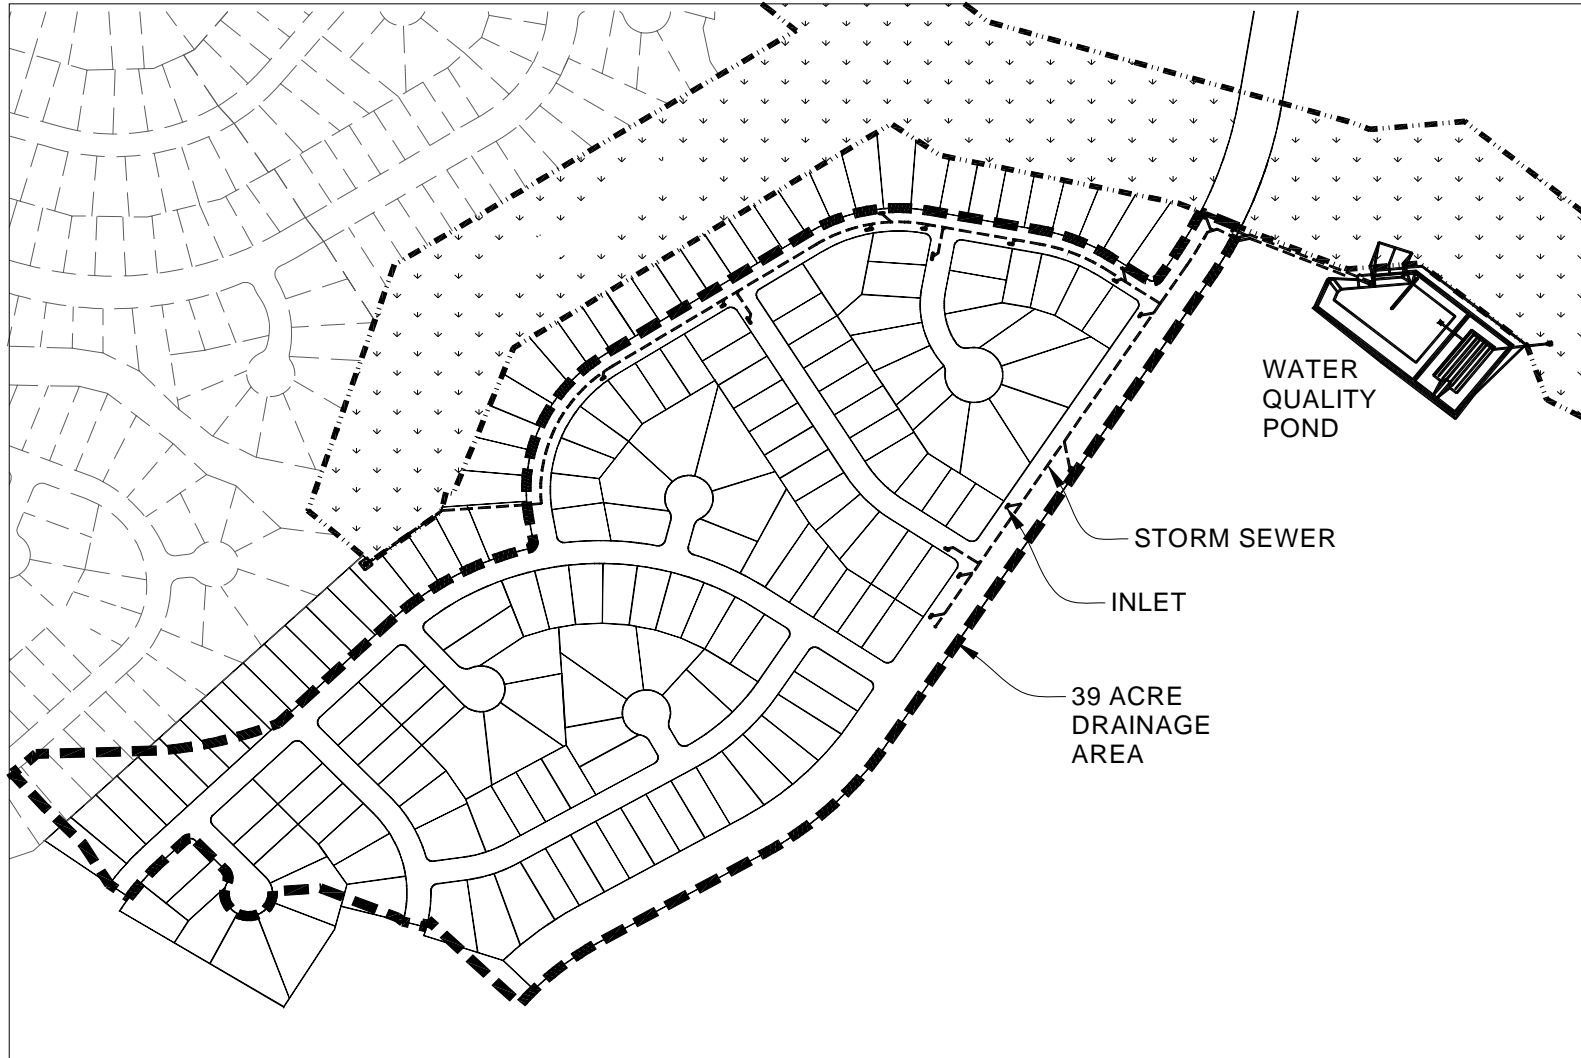 WATER
QUALITY
POND
STORM SEWER
INLET
39 ACRE
DRAINAGE
AREA